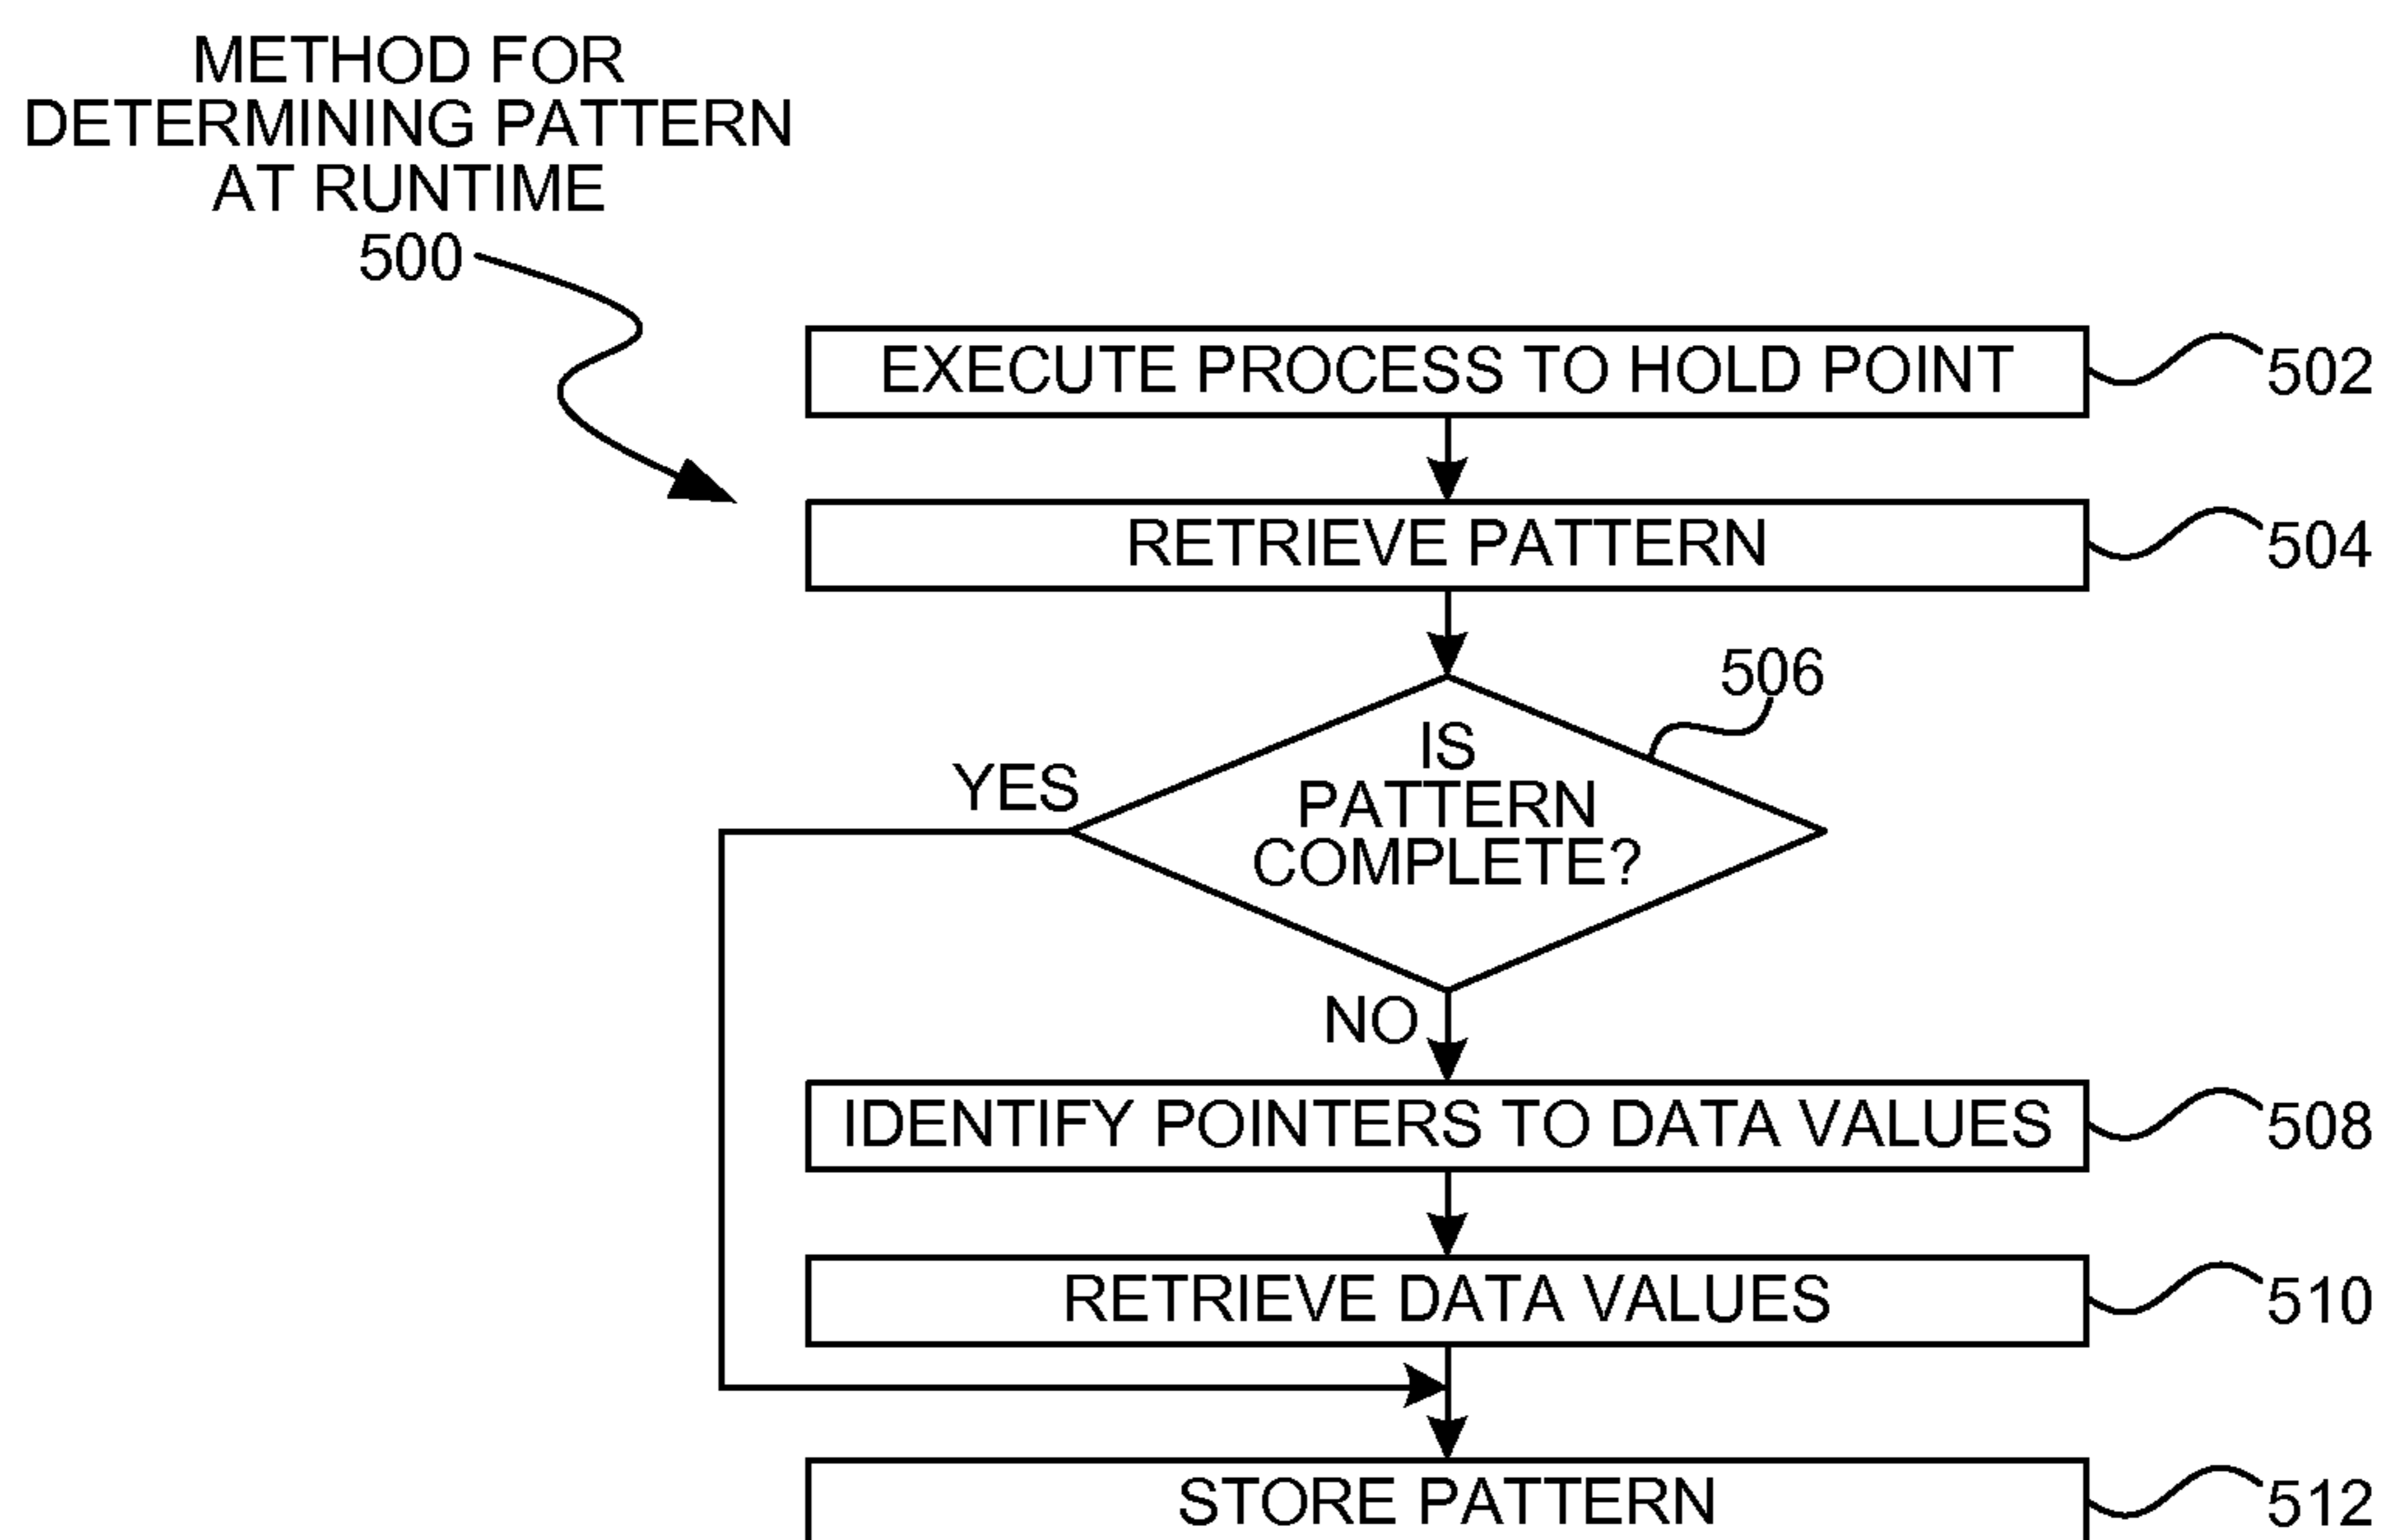 METHOD FOR
DETERMINING PATTERN
AT RUNTIME
500
EXECUTE PROCESS TO HOLD POINT
502
RETRIEVE PATTERN
504
506
IS
PATTERN
COMPLETE?
YES
NO
IDENTIFY POINTERS TO DATA VALUES
508
RETRIEVE DATA VALUES
510
STORE PATTERN
512